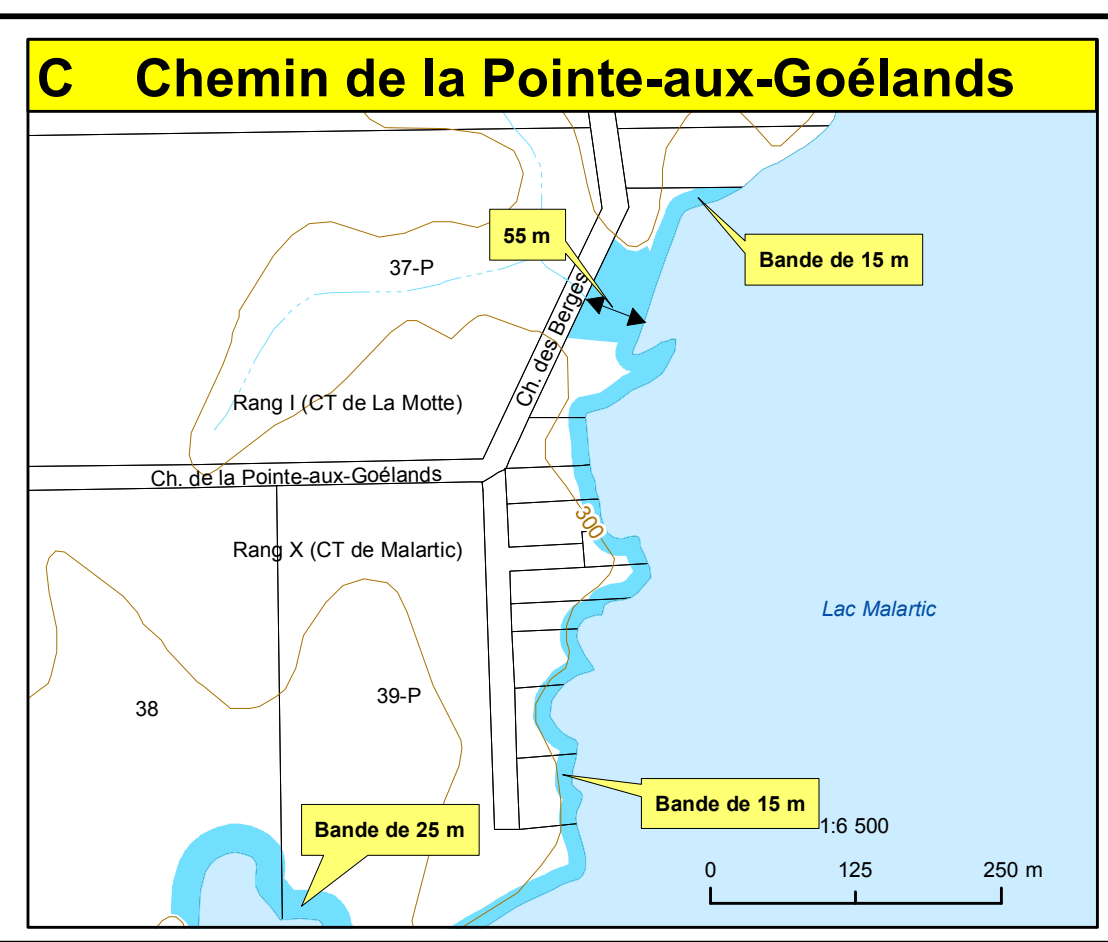 C Chemin de la Pointe-aux-Goélands
55 m
Bande de 15 m
37-P
Ch. des Berges
Rang I (CT de La Motte)
Ch. de la Pointe-aux-Goélands
300
Rang X (CT de Malartic)
Lac Malartic
39-P
38
Bande de 15 m
Bande de 25 m
1:6 500
0 125 250 m